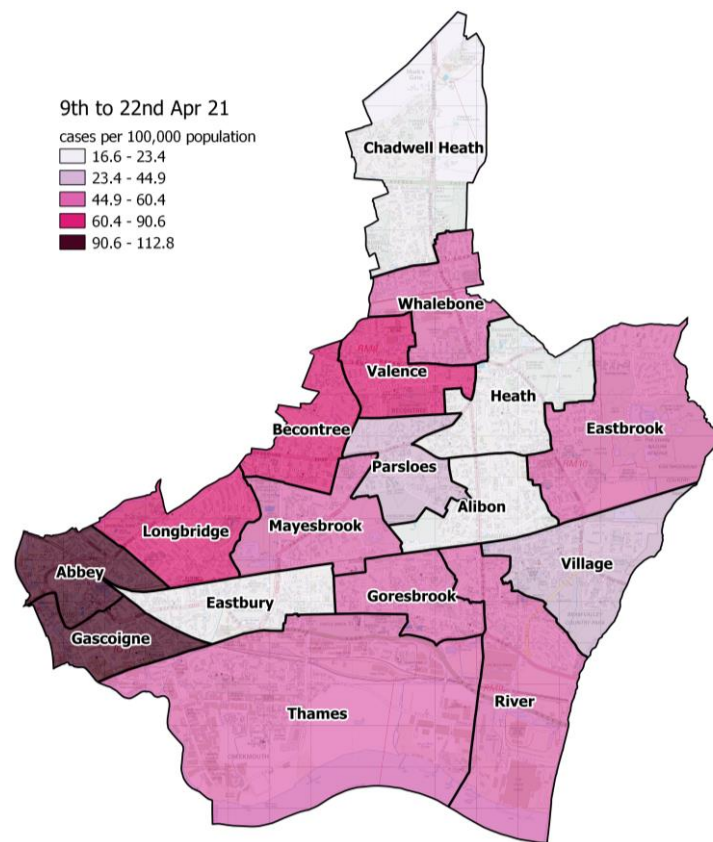 9th to 22nd Apr 21
cases per 100,000 population
16.6 - 23.4
23.4 - 44.9
44.9 - 60.4
60.4 - 90.6
90.6 - 112.8
Chadwell Heath
Whalebone
Valence
Heath
Becontree
Eastbrook
Parsloes
Alibon
Longbridge
Mayesbrook
Village
Abbey
Eastbury
Goresbrook
Gascoigne
River
Thames